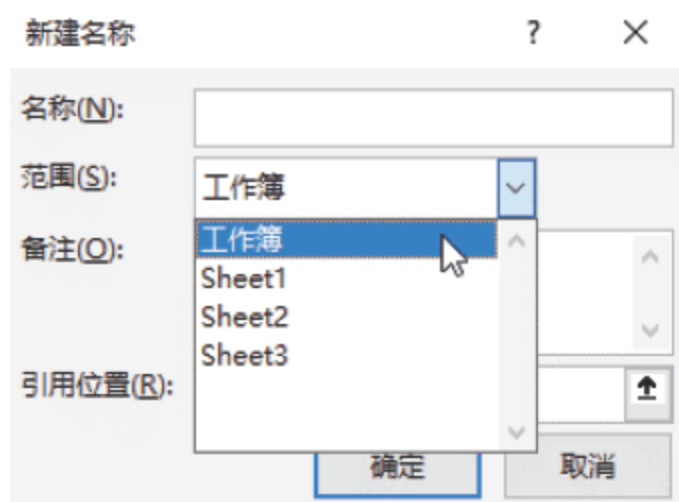 新建名称 ?
名称(N):
范围(S): 工作簿
工作簿
备注(O):
Sheet1
Sheet2
Sheet3
引用位置(R):
确定 取消